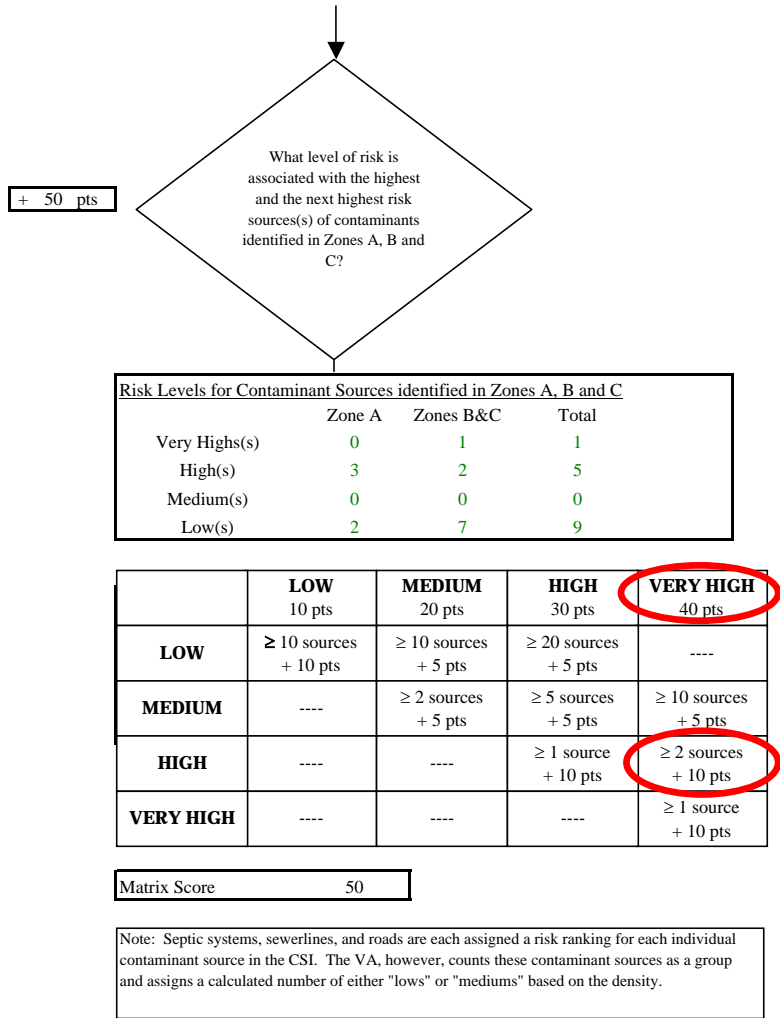 What level of risk is
associated with the highest
and the next highest risk
sources(s) of contaminants
identified in Zones A, B and
C?
+ 50 pts
Risk Levels for Contaminant Sources identified in Zones A, B and C
Zone A Zones B&C Total
Very Highs(s) 0 1 1
High(s) 3 2 5
Medium(s) 0 0 0
Low(s) 2 7 9
LOW MEDIUM HIGH VERY HIGH
10 pts 20 pts 30 pts 40 pts
LOW ≥ 10 sources ≥ 10 sources ≥ 20 sources ----
+ 10 pts + 5 pts + 5 pts
MEDIUM ---- ≥ 2 sources ≥ 5 sources ≥ 10 sources
+ 5 pts + 5 pts + 5 pts
HIGH ---- ---- ≥ 1 source ≥ 2 sources
+ 10 pts + 10 pts
VERY HIGH ---- ---- ---- ≥ 1 source
+ 10 pts
Matrix Score 50
Note: Septic systems, sewerlines, and roads are each assigned a risk ranking for each individual
contaminant source in the CSI. The VA, however, counts these contaminant sources as a group
and assigns a calculated number of either "lows" or "mediums" based on the density.